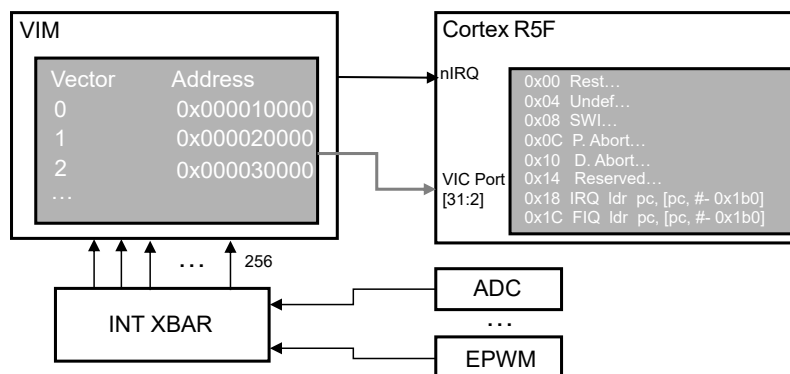 VIM
Vector Address
0 0x000010000
1 0x000020000
2 0x000030000
...
Cortex R5F
nIRQ
VIC Port
[31:2]
0x00 Rest...
0x04 Undef...
0x08 SWI...
0x0C P. Abort...
0x10 D. Abort...
0x14 Reserved...
0x18 IRQ ldr pc, [pc, #- 0x1b0]
0x1C FIQ ldr pc, [pc, #- 0x1b0]
... 256
INT XBAR
ADC
...
EPWM